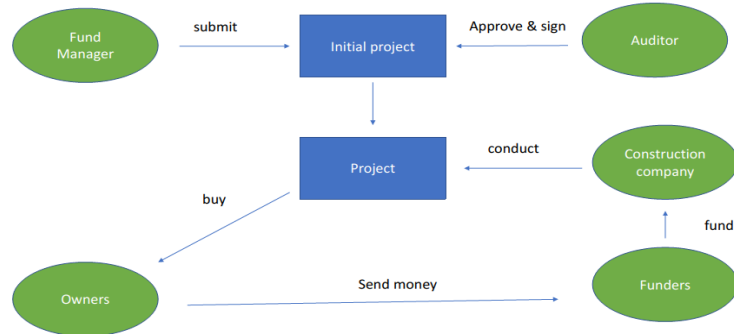 Fund
Manager
submit
Initial project
Approve & sign
Auditor
Project
conduct
Construction
company
buy
fund
Owners
Send money
Funders